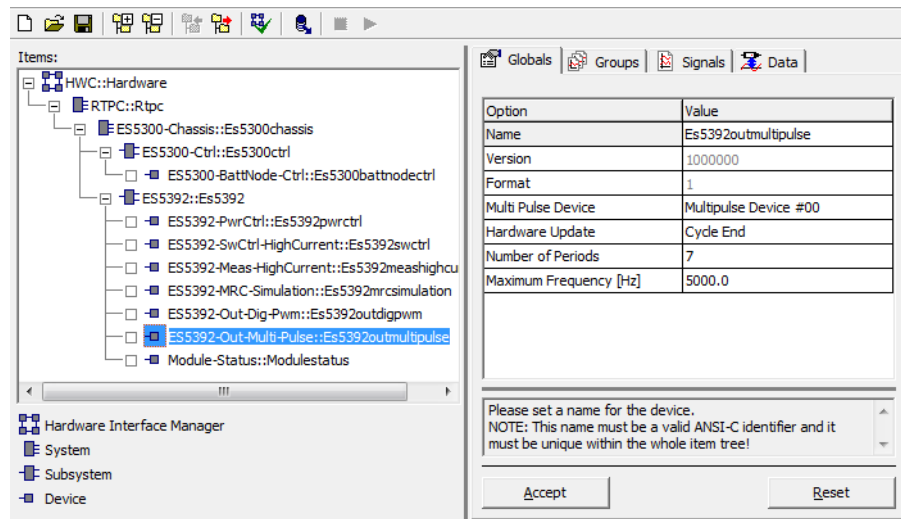 Items:
HWC::Hardware
RTPC::Rtpc
ES5300-Chassis::Es5300chassis
ES5300-Ctrl::Es5300ctrl
ES5300-BattNode-Ctrl::Es5300battnodectrl
ES5392::Es5392
ES5392-PwrCtrl::Es5392pwrctrl
ES5392-SwCtrl-HighCurrent::Es5392swctrl
ES5392-Meas-HighCurrent::Es5392meashighcu
ES5392-MRC-Simulation::Es5392mrcsimulation
ES5392-Out-Dig-Pwm::Es5392outdigpwm
ES5392-Out-Multi-Pulse::Es5392outmultipulse
Module-Status::Modulestatus
Hardware Interface Manager
System
Subsystem
Device
Globals Groups Signals Data
Option Value
Name Es5392outmultipulse
Version 1000000
Format 1
Multi Pulse Device Multipulse Device #00
Hardware Update Cycle End
Number of Periods 7
Maximum Frequency [Hz] 5000.0
Please set a name for the device.
NOTE: This name must be a valid ANSI-C identifier and it
must be unique within the whole item tree!
Accept Reset